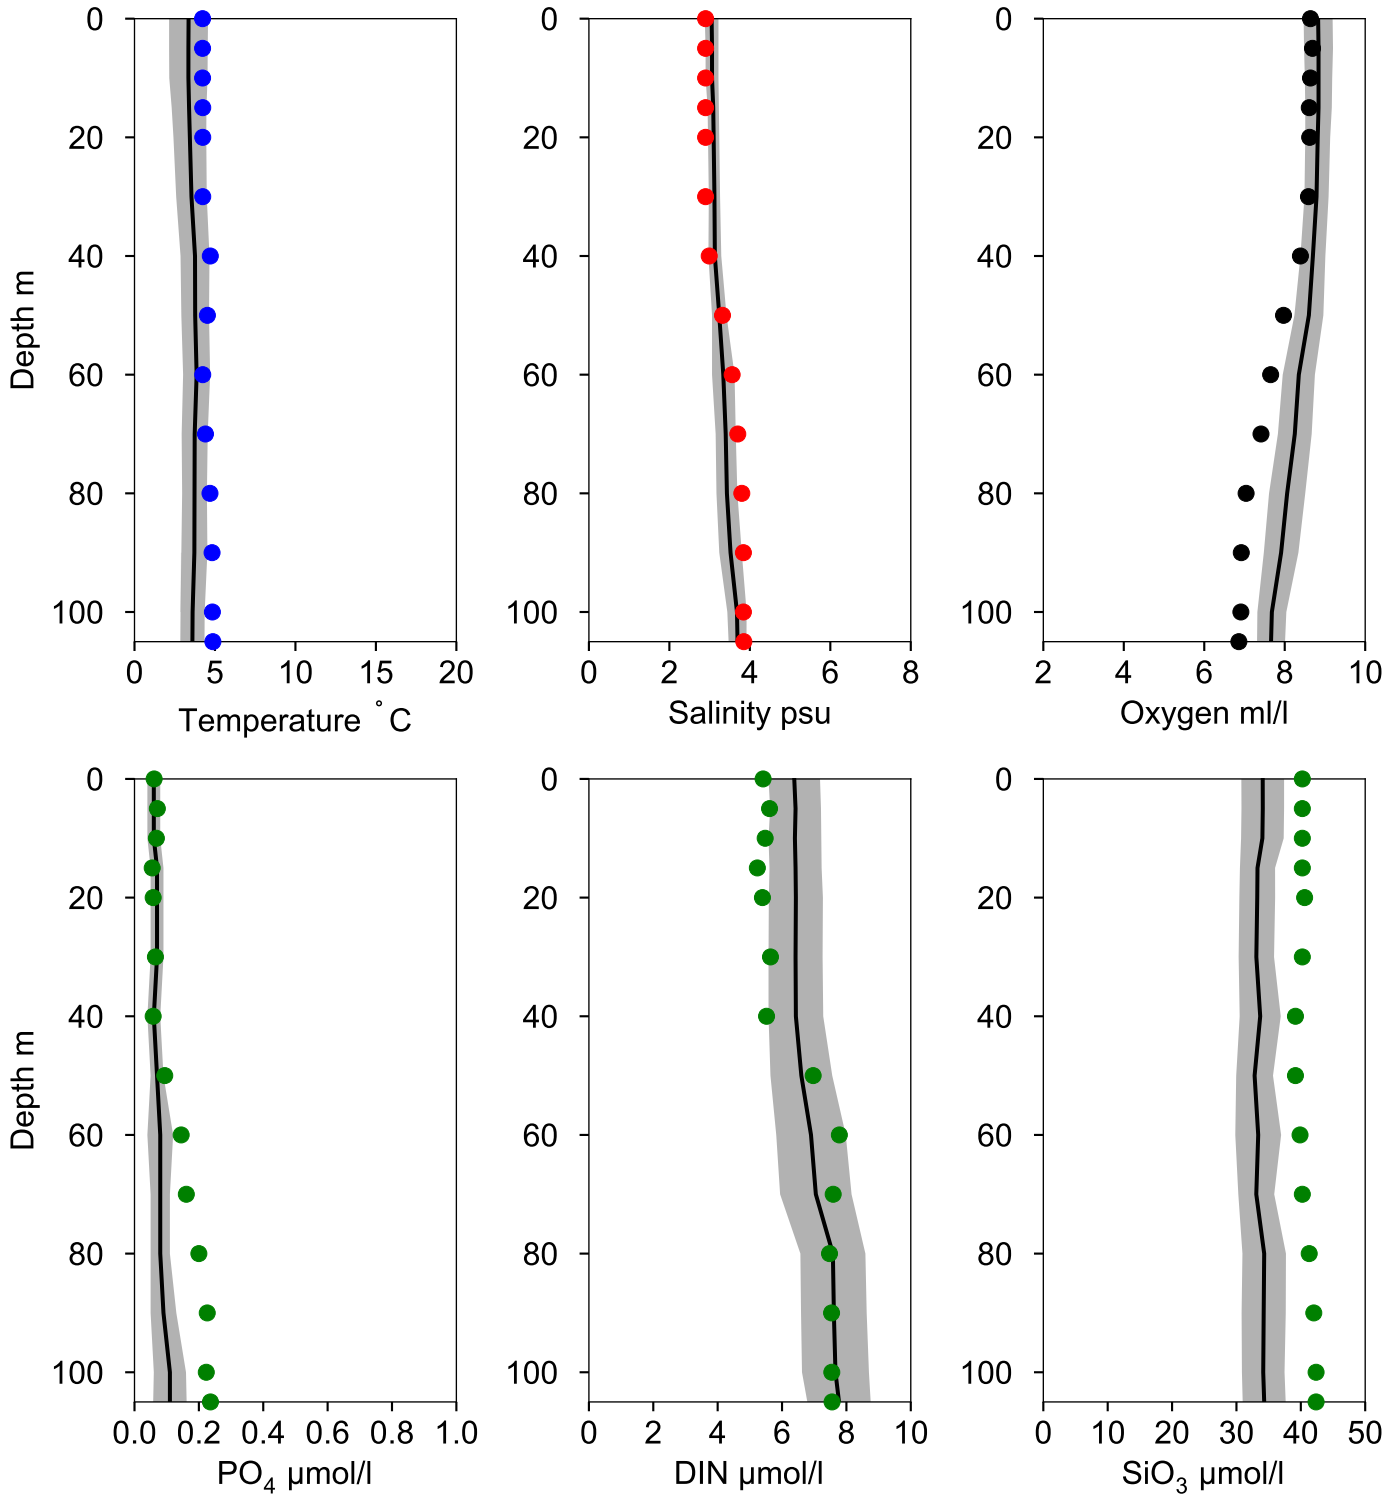 0
20
40
60
80
100
Depth m
0 5 10 15 20
Temperature °C
0
20
40
60
80
100
0 2 4 6 8
Salinity psu
0
20
40
60
80
100
2 4 6 8 10
Oxygen ml/l
0
20
40
60
80
100
Depth m
0.0 0.2 0.4 0.6 0.8 1.0
PO₄ µmol/l
0
20
40
60
80
100
0 2 4 6 8 10
DIN µmol/l
0
20
40
60
80
100
0 10 20 30 40 50
SiO₃ µmol/l